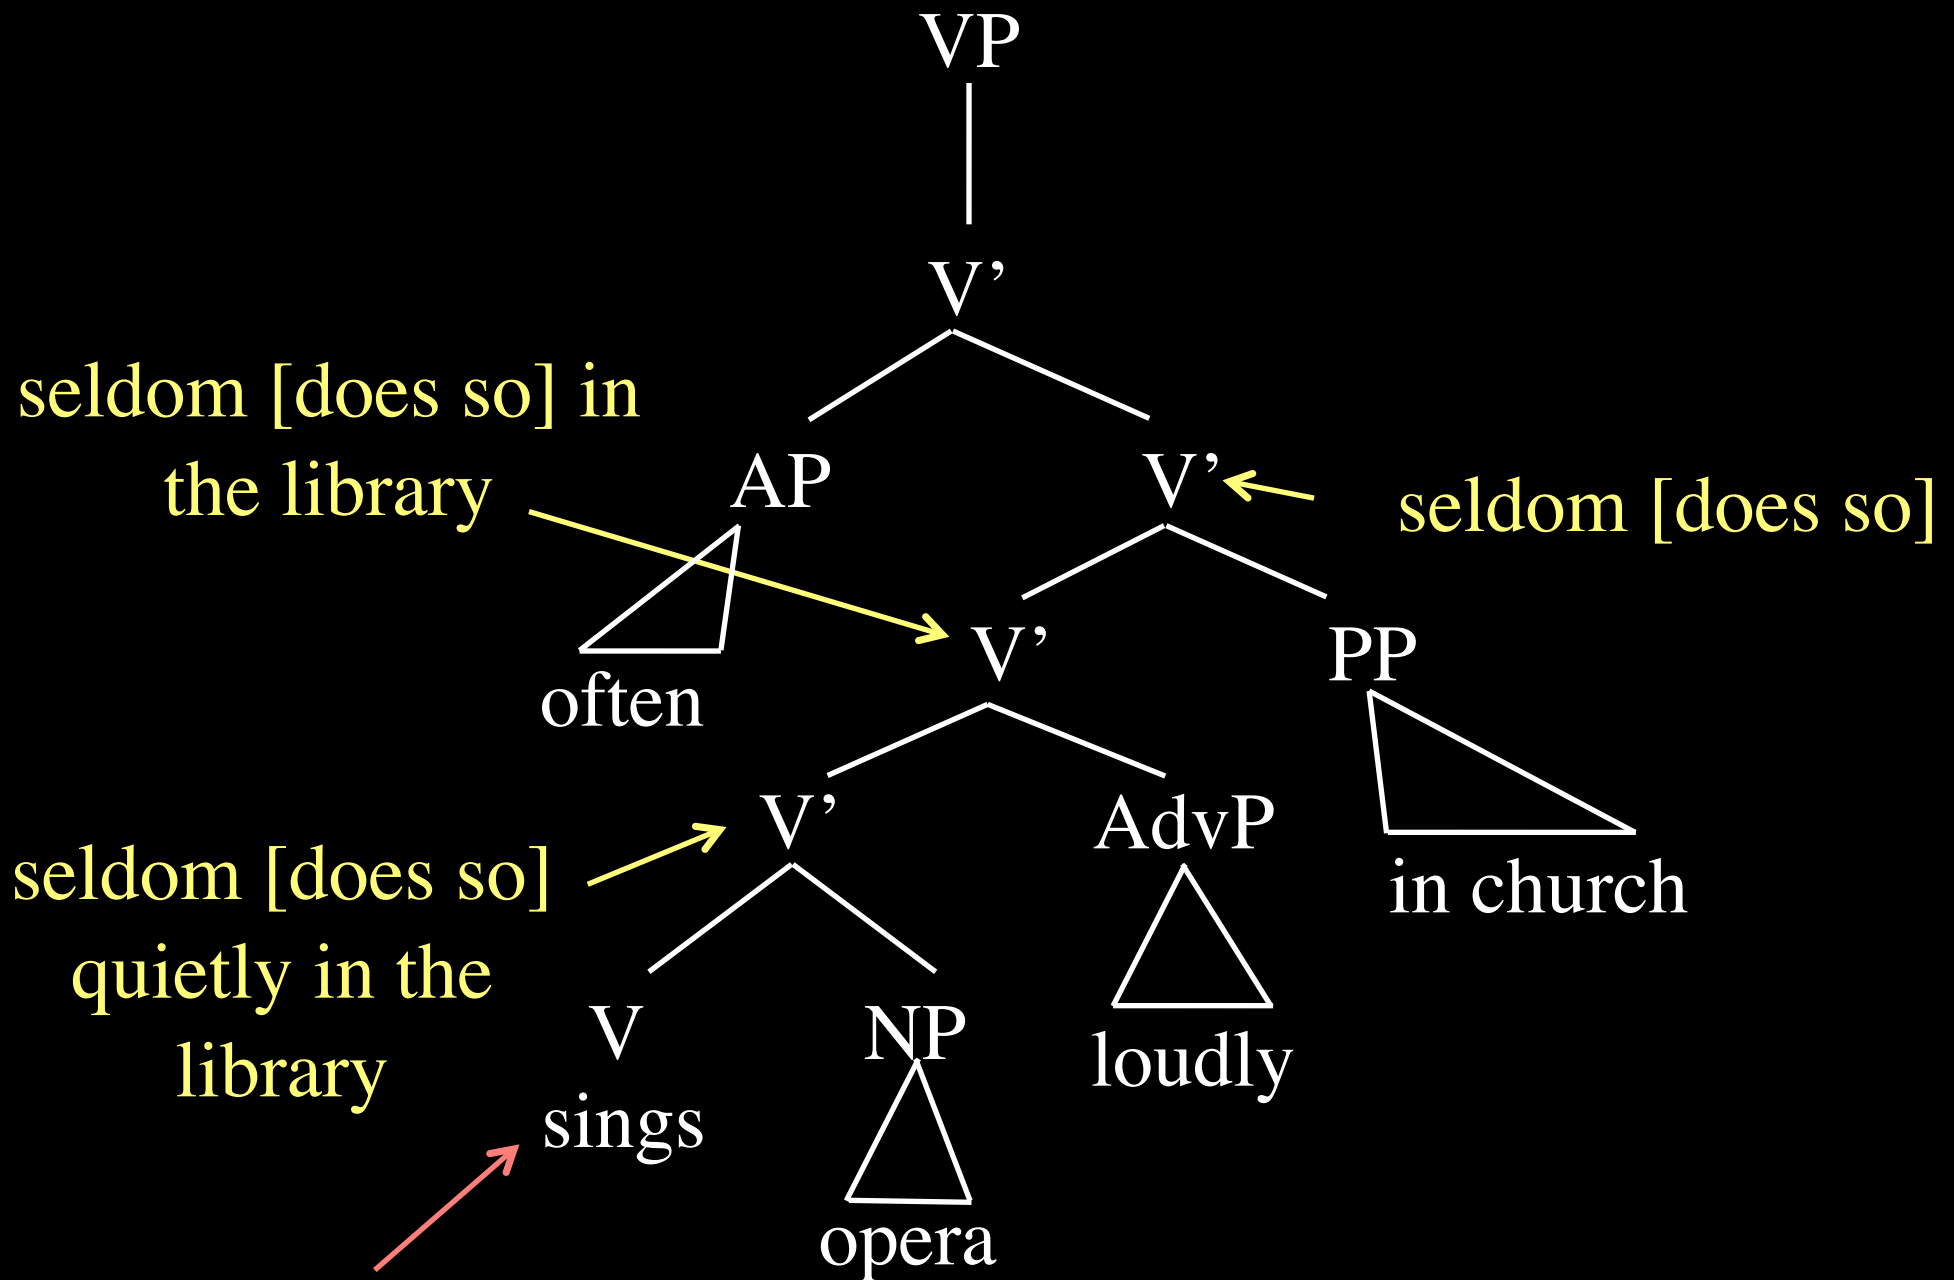 VP
V’
seldom [does so] in
the library
AP
V’
seldom [does so]
often
V’
PP
V’
AdvP
in church
seldom [does so]
quietly in the
library
V
NP
loudly
sings
opera